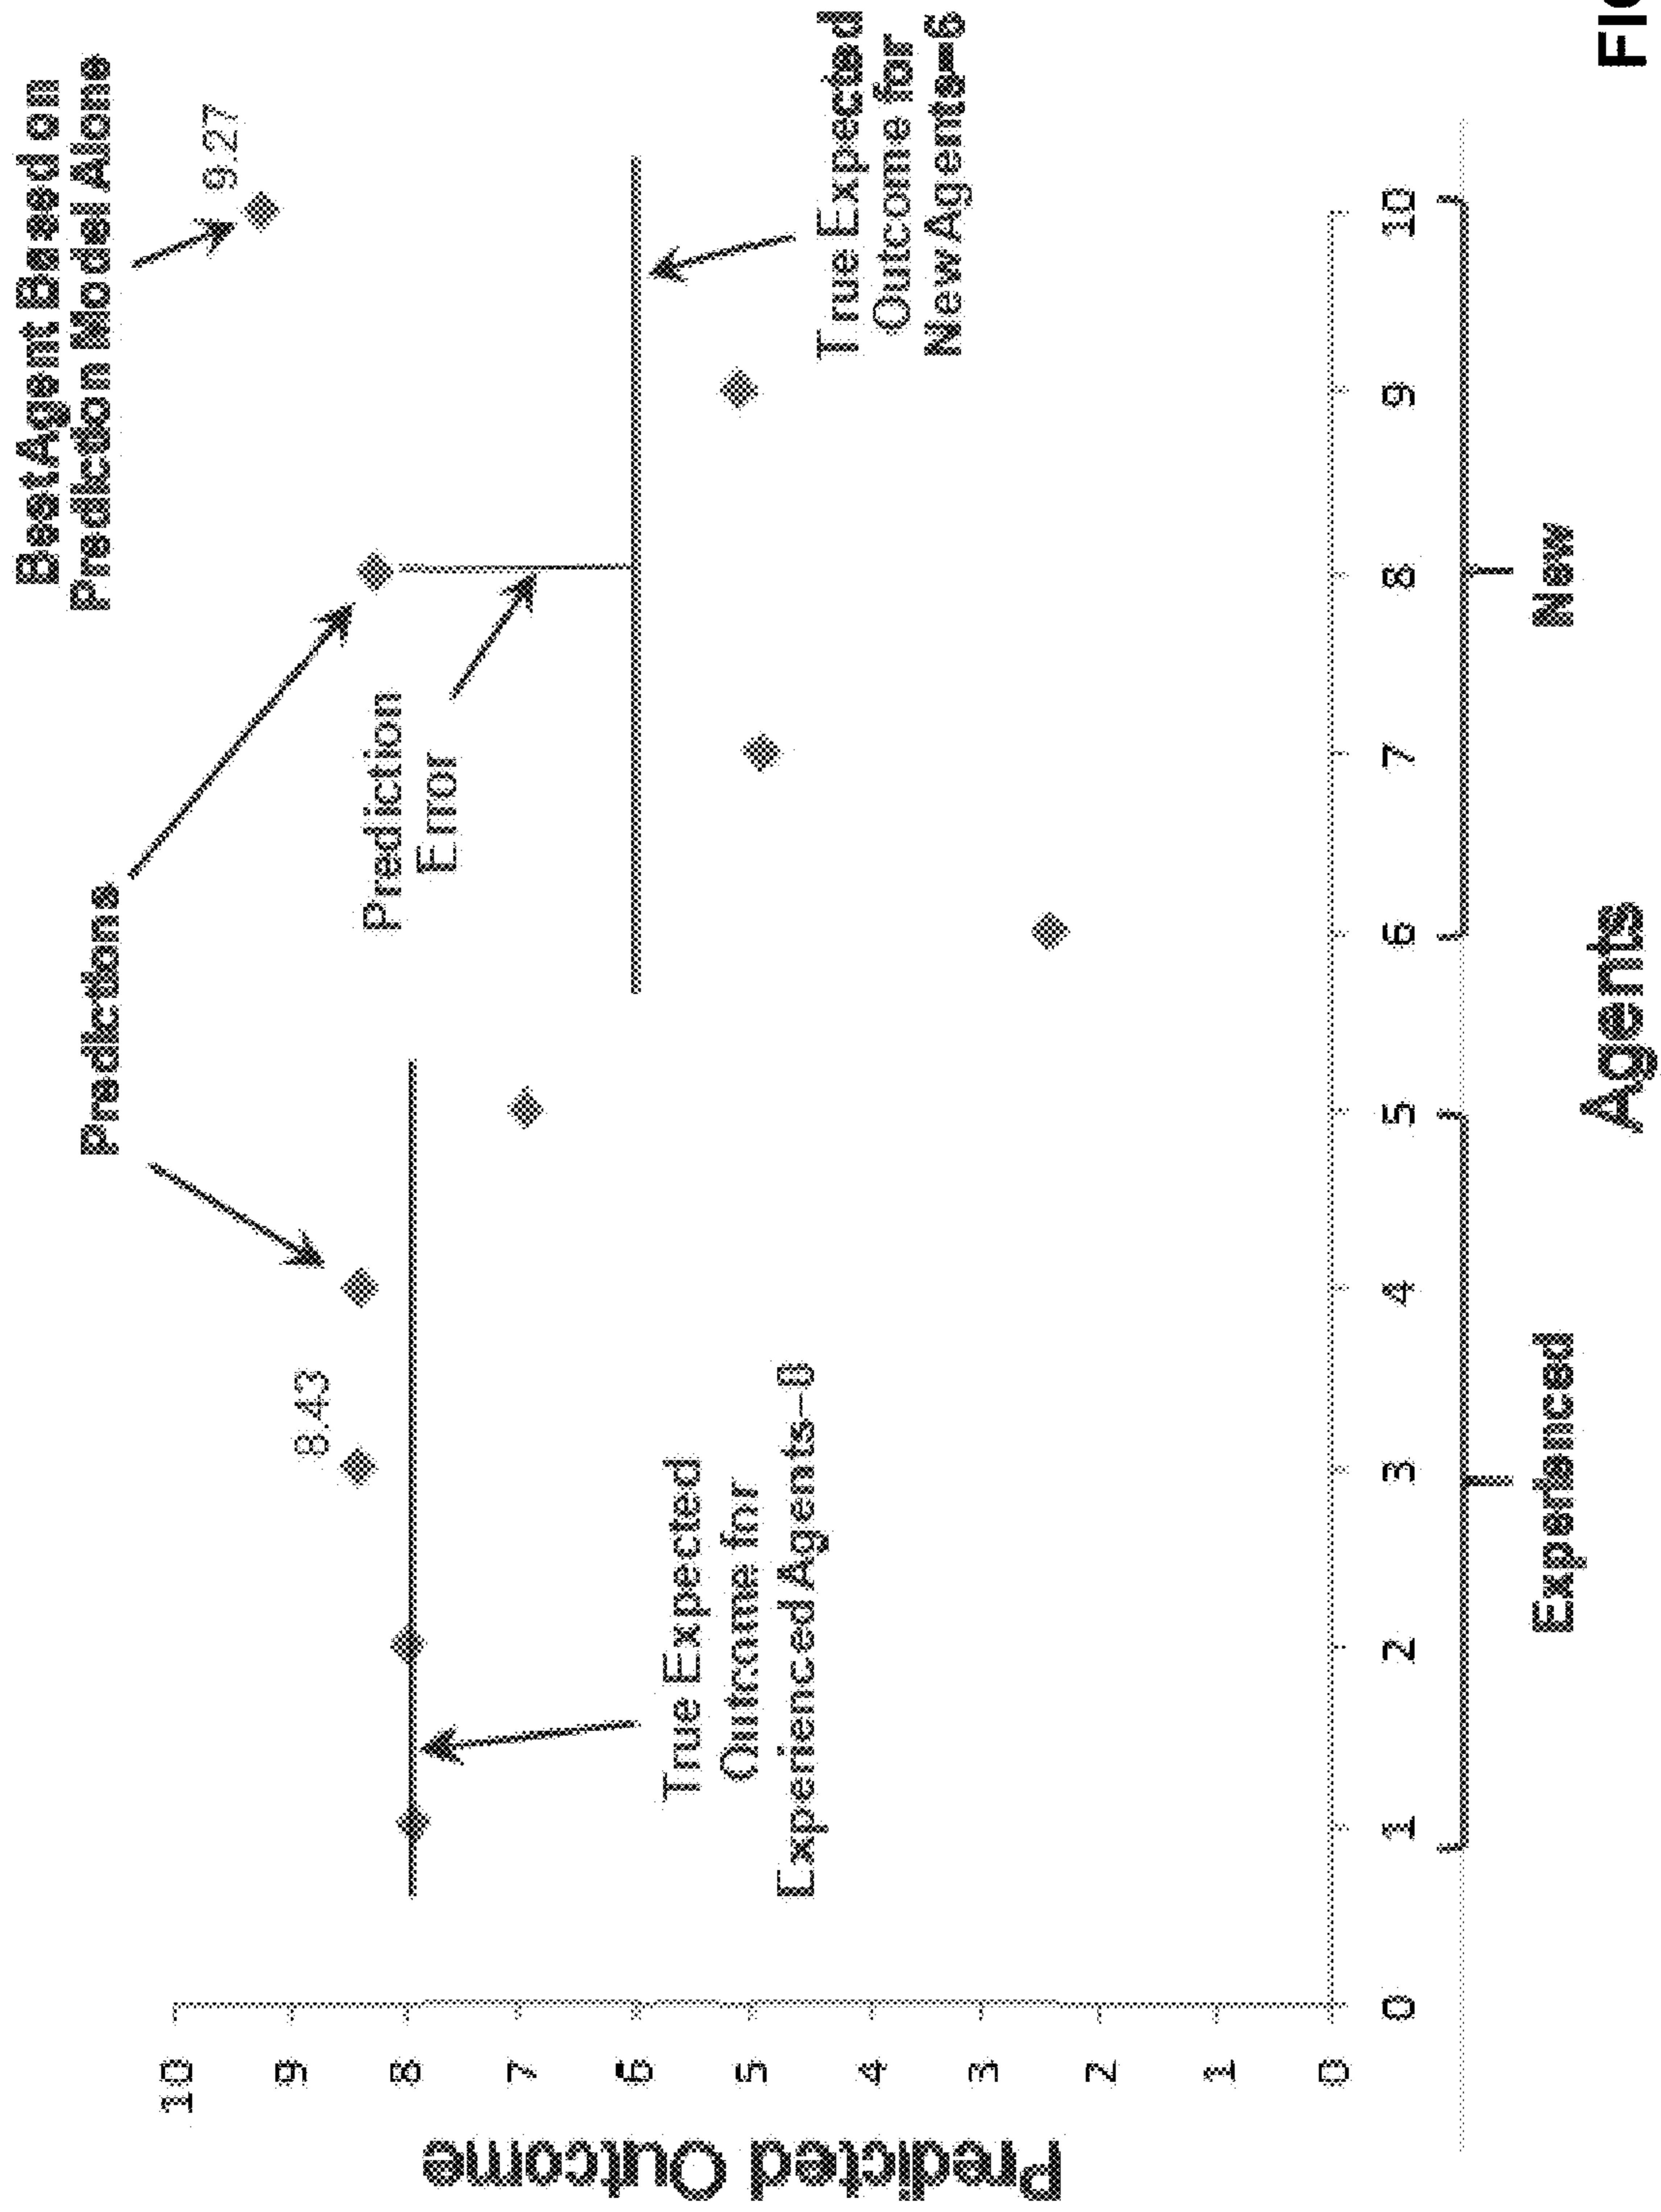 Best Agent Based on
Prediction Model Alone
Predictions
9.27
8.43
Prediction
Error
True Expected
Outcome for
Experienced Agents=8
True Expected
Outcome for
New Agents=6
Predicted Outcome
10
9
8
7
6
5
4
3
2
1
0
0 1 2 3 4 5 6 7 8 9 10
Experienced New
Agents